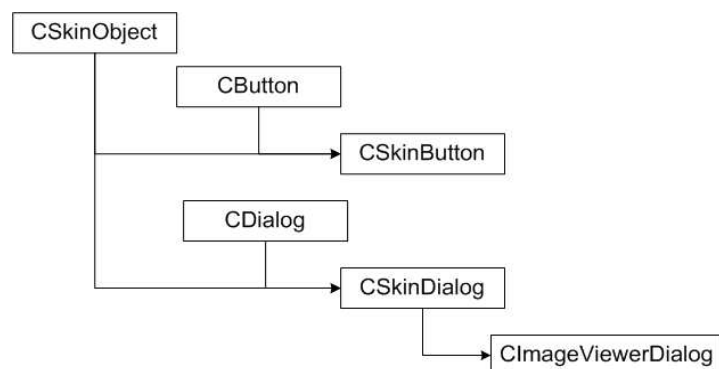 CSkinObject
CButton
CSkinButton
CDialog
CSkinDialog
CImageViewerDialog